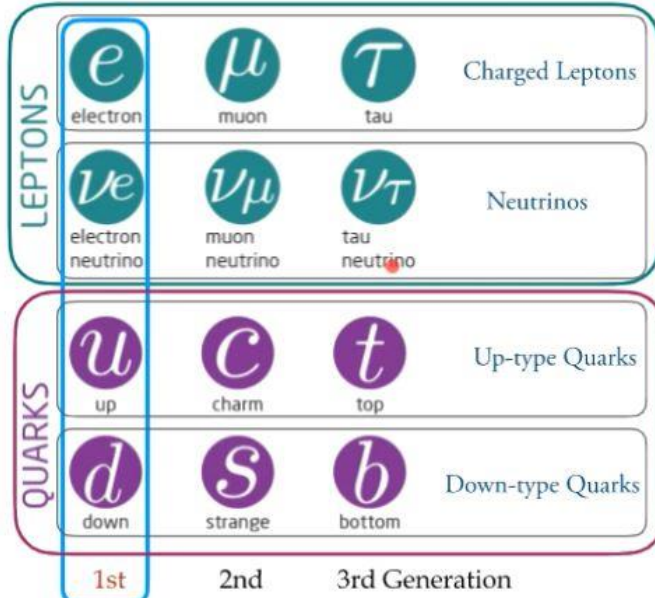 LEPTONS
e μ τ Charged Leptons
electron muon tau
νe νμ ντ Neutrinos
electron muon tau
neutrino neutrino neutrino
QUARKS
u c t Up-type Quarks
up charm top
d s b Down-type Quarks
down strange bottom
1st 2nd 3rd Generation